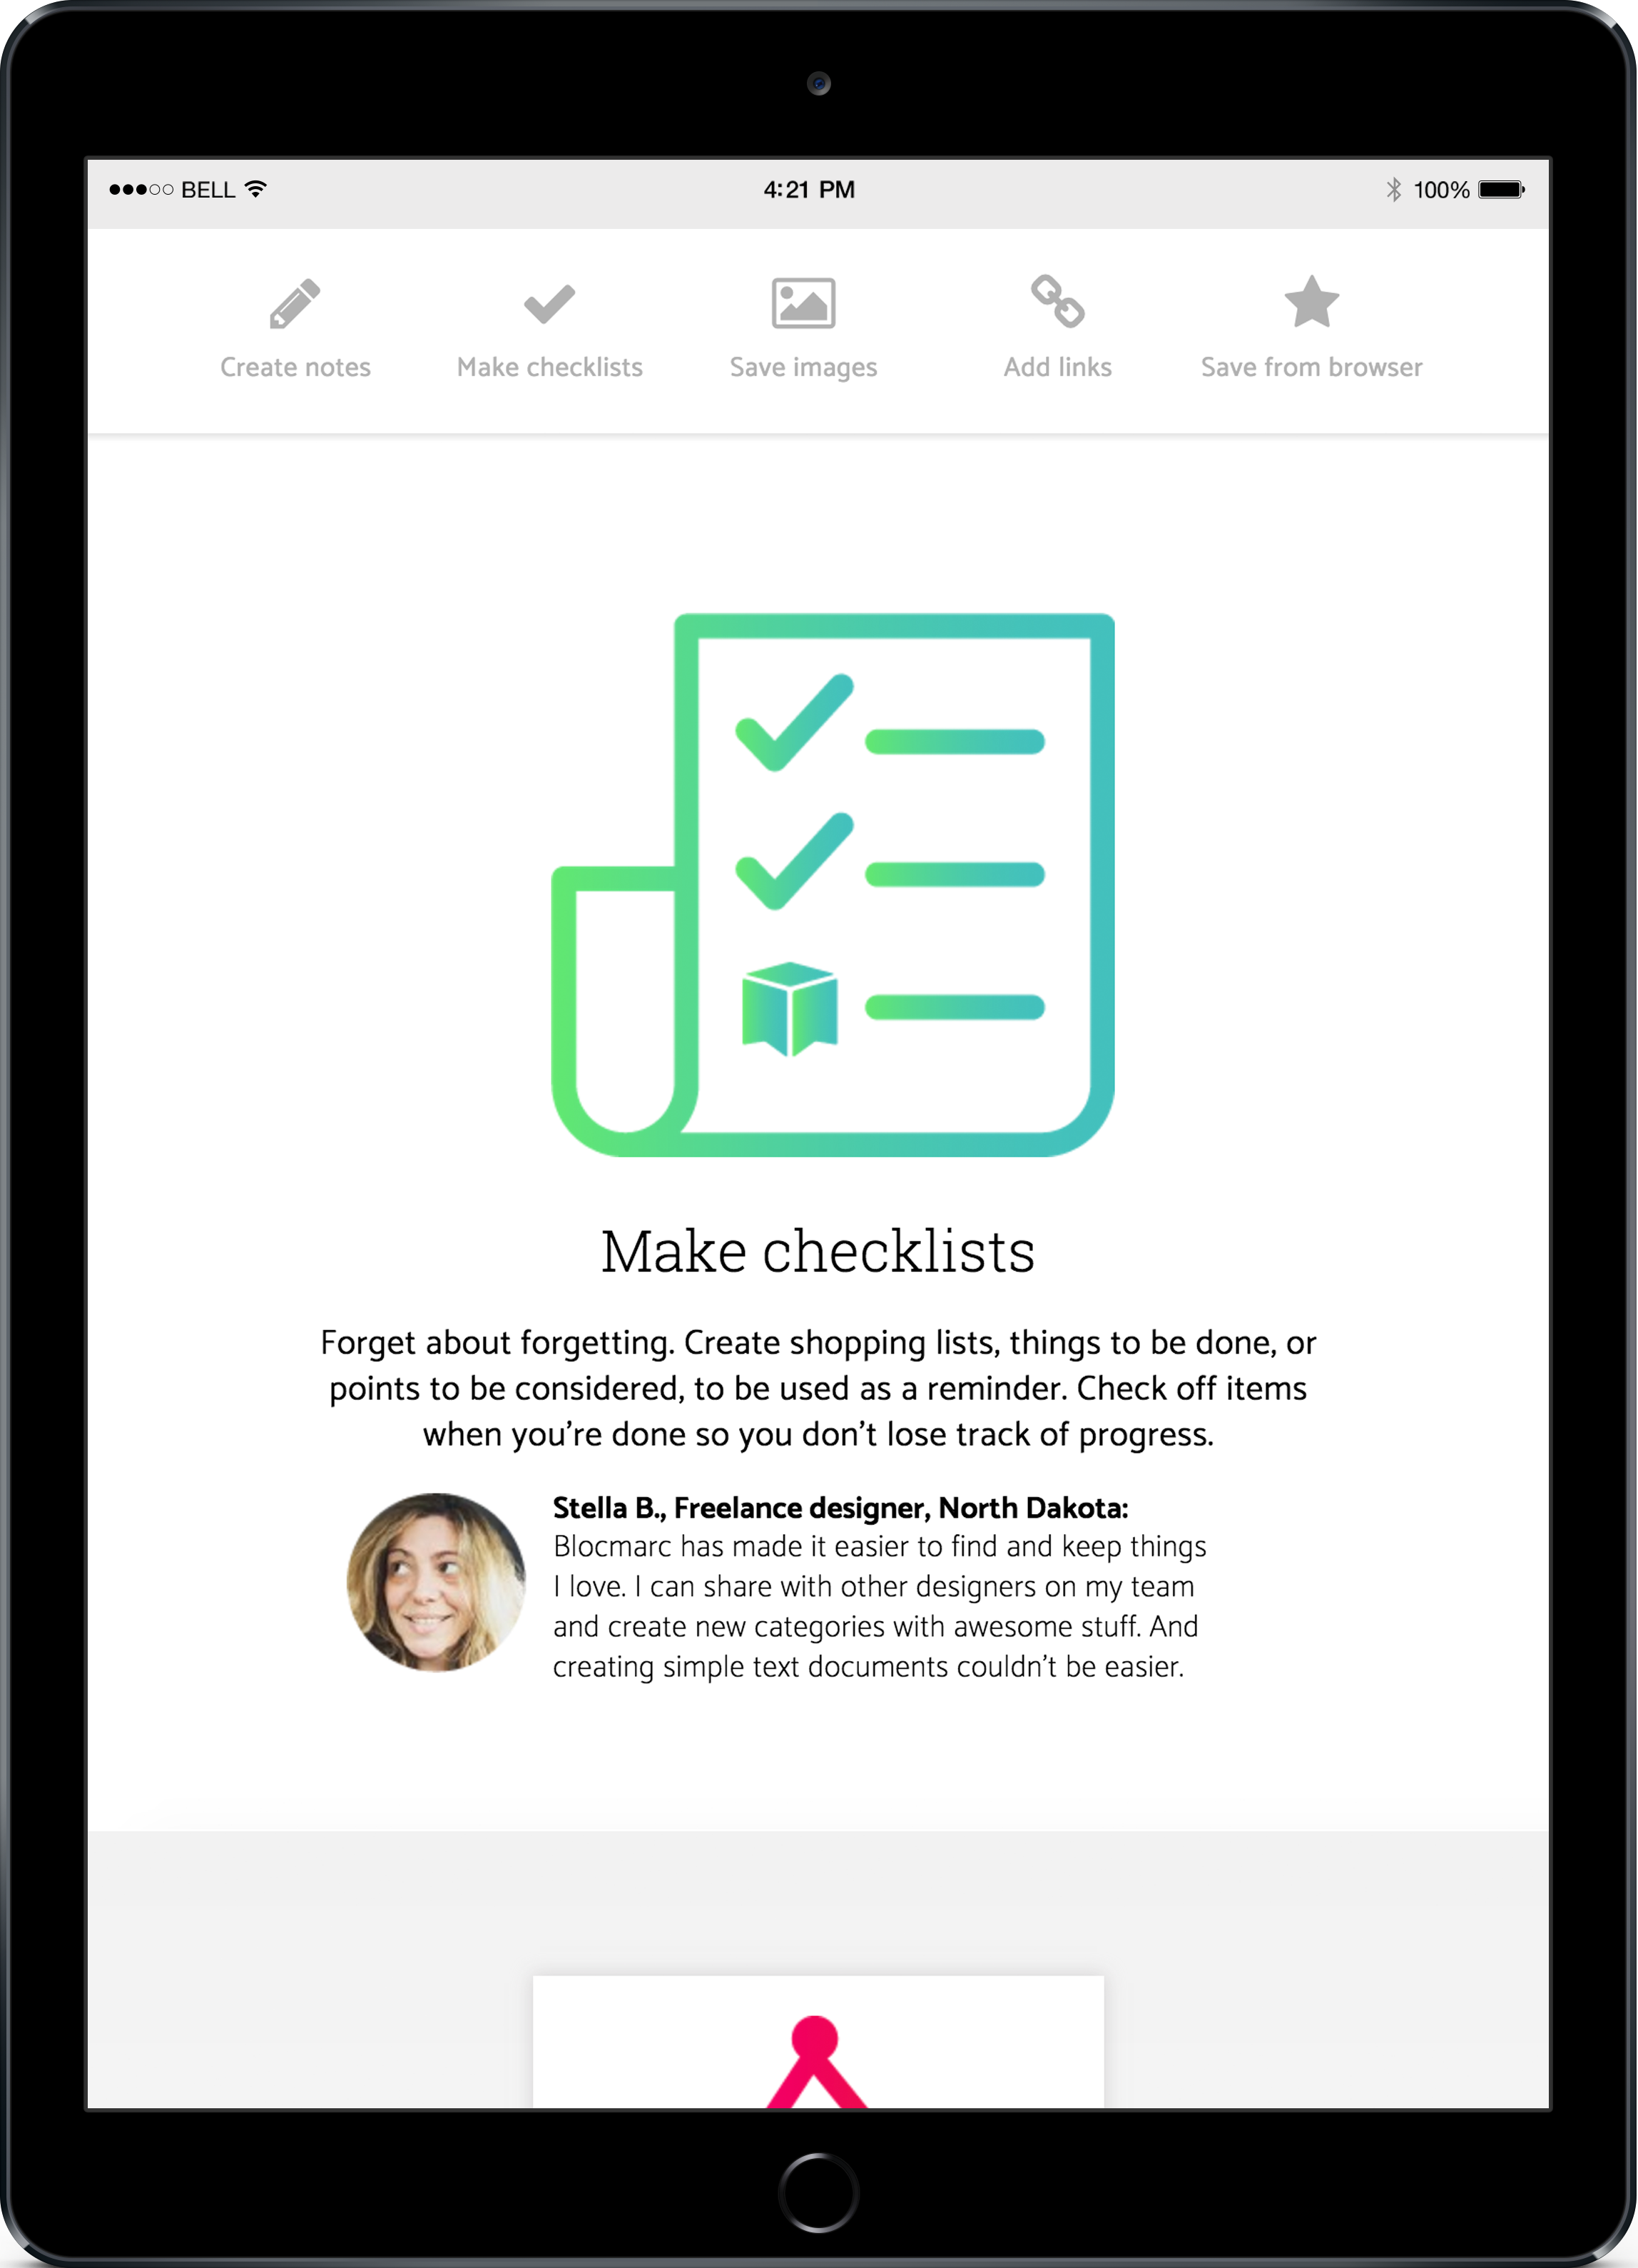 BELL 4:21 PM 100%
Create notes Make checklists Save images Add links Save from browser
Make checklists
Forget about forgetting. Create shopping lists, things to be done, or
points to be considered, to be used as a reminder. Check off items
when you’re done so you don’t lose track of progress.
Stella B., Freelance designer, North Dakota:
Blocmarc has made it easier to find and keep things
I love. I can share with other designers on my team
and create new categories with awesome stuff. And
creating simple text documents couldn’t be easier.